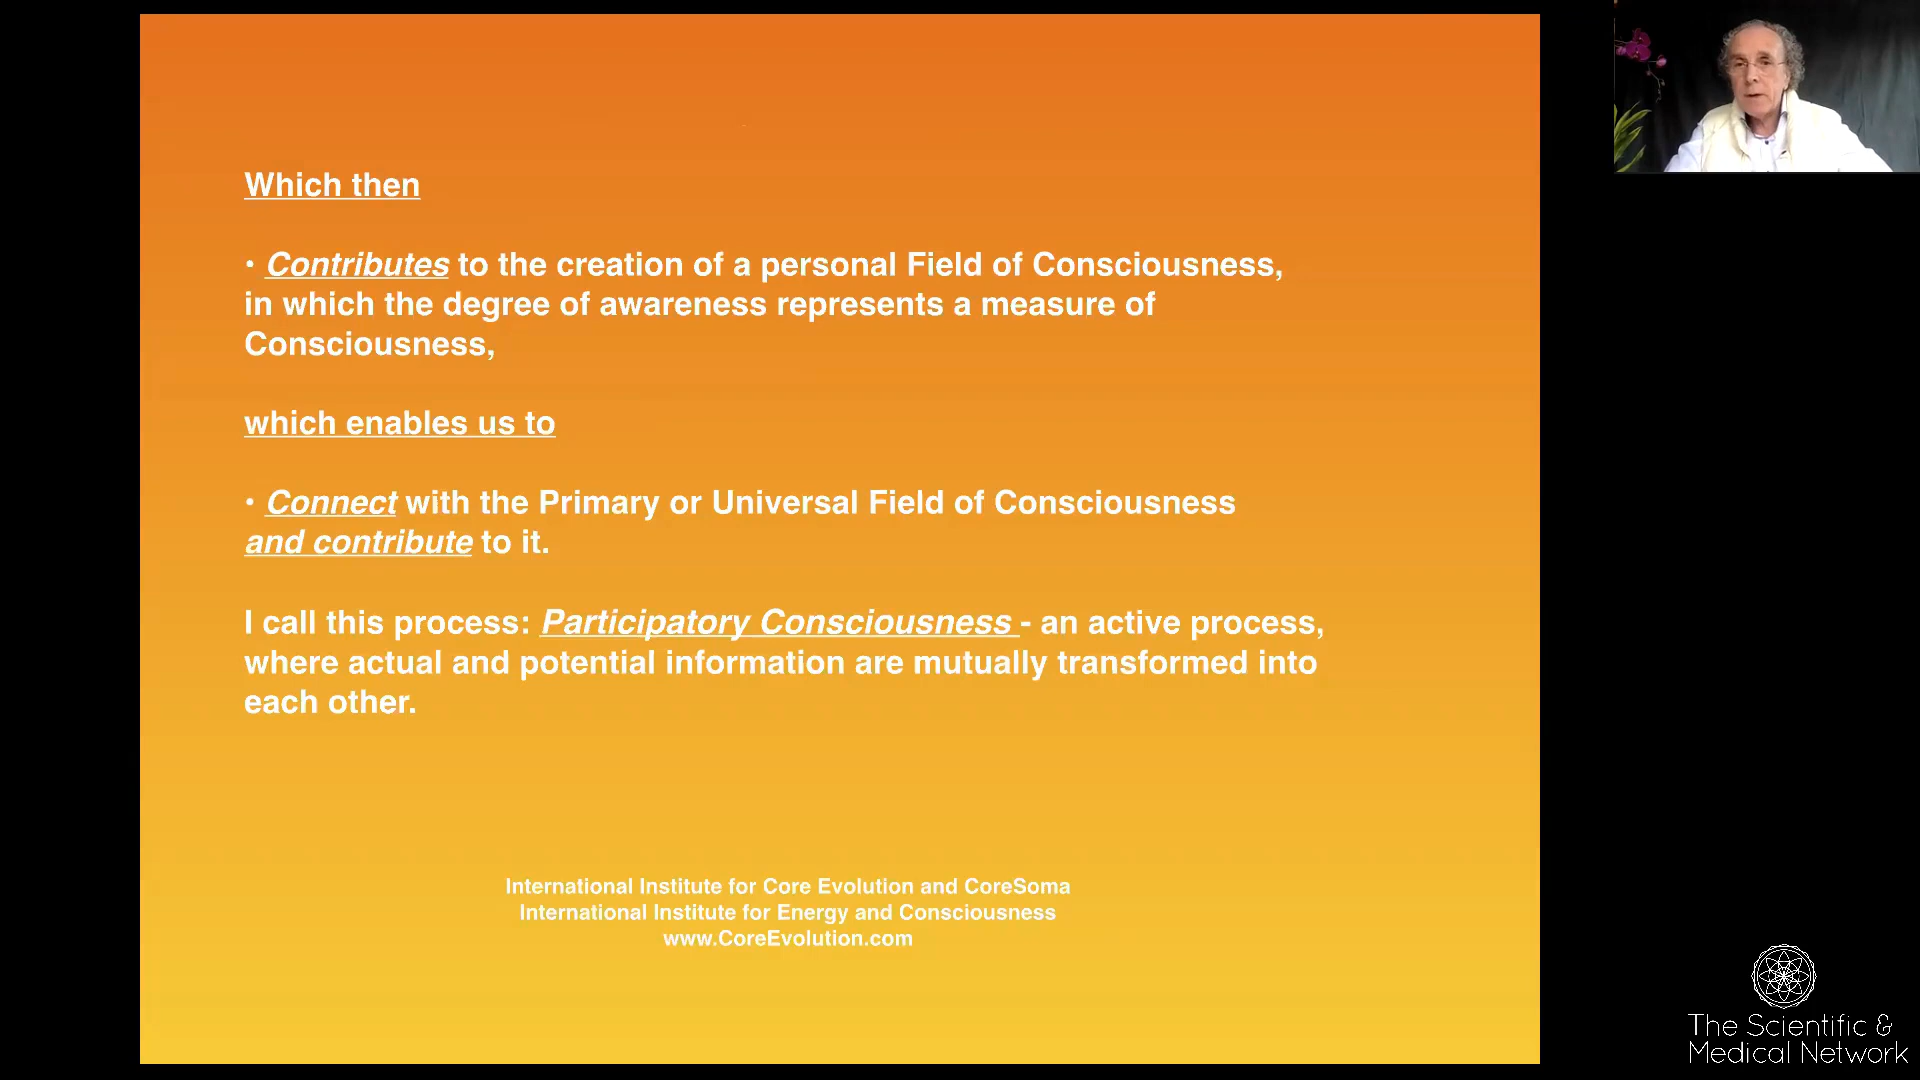 Which then
• Contributes to the creation of a personal Field of Consciousness,
in which the degree of awareness represents a measure of
Consciousness,
which enables us to
• Connect with the Primary or Universal Field of Consciousness
and contribute to it.
I call this process: Participatory Consciousness - an active process,
where actual and potential information are mutually transformed into
each other.
International Institute for Core Evolution and CoreSoma
International Institute for Energy and Consciousness
www.CoreEvolution.com
The Scientific &
Medical Network